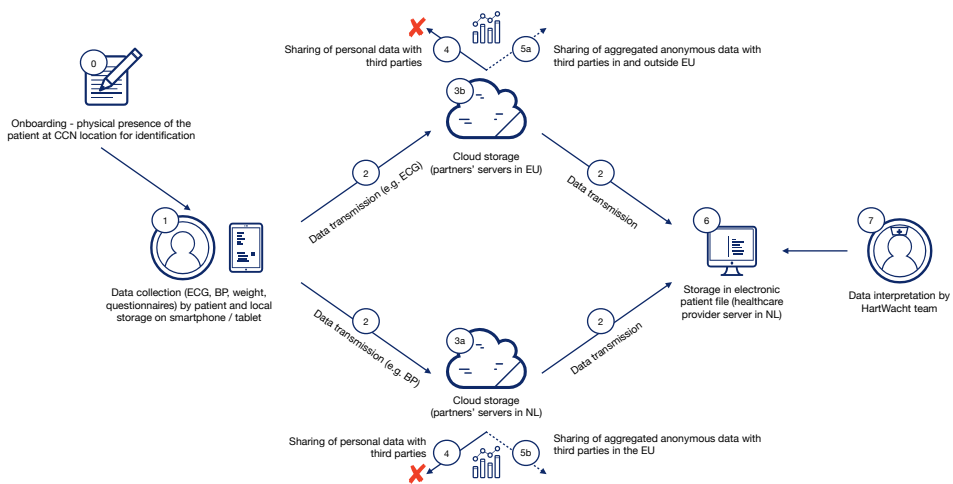 0
Onboarding - physical presence of the
patient at CCN location for identification
1
Data collection (ECG, BP, weight,
questionnaires) by patient and local
storage on smartphone / tablet
2
Data transmission (e.g. ECG)
2
Data transmission (e.g. BP)
Sharing of personal data with
third parties
4
5a
Sharing of aggregated anonymous data with
third parties in and outside EU
3b
Cloud storage
(partners' servers in EU)
2
Data transmission
3a
Cloud storage
(partners' servers in NL)
2
Data transmission
Sharing of personal data with
third parties
4
5b
Sharing of aggregated anonymous data with
third parties in the EU
6
Storage in electronic
patient file (healthcare
provider server in NL)
7
Data interpretation by
HartWacht team